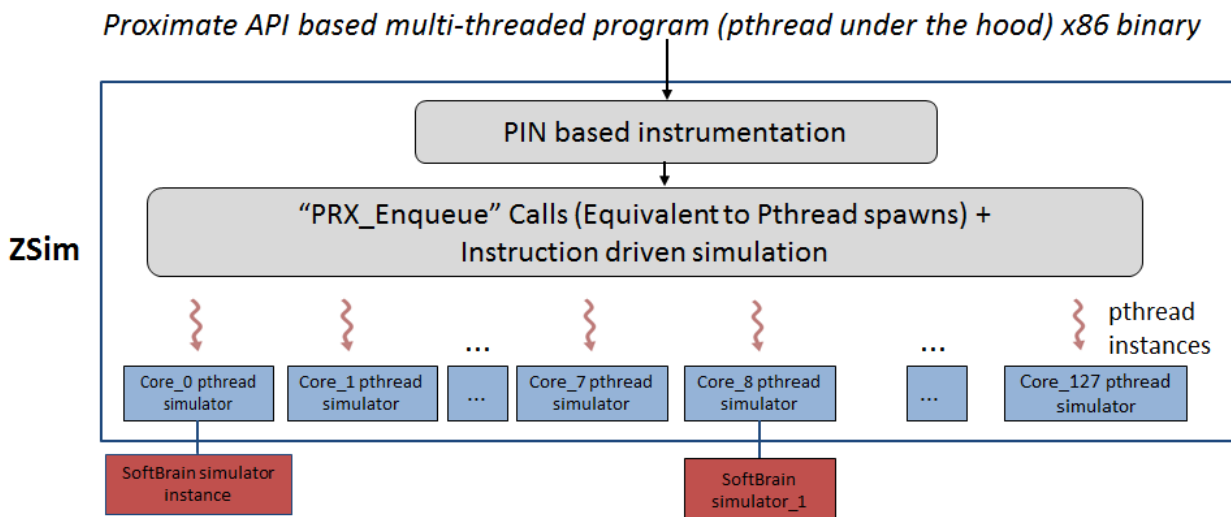 Proximate API based multi-threaded program (pthread under the hood) x86 binary
PIN based instrumentation
“PRX_Enqueue” Calls (Equivalent to Pthread spawns) +
Instruction driven simulation
ZSim
pthread
instances
...
...
Core_0 pthread
simulator
Core_1 pthread
simulator
...
Core_7 pthread
simulator
Core_8 pthread
simulator
...
Core_127 pthread
simulator
SoftBrain simulator
instance
SoftBrain
simulator_1